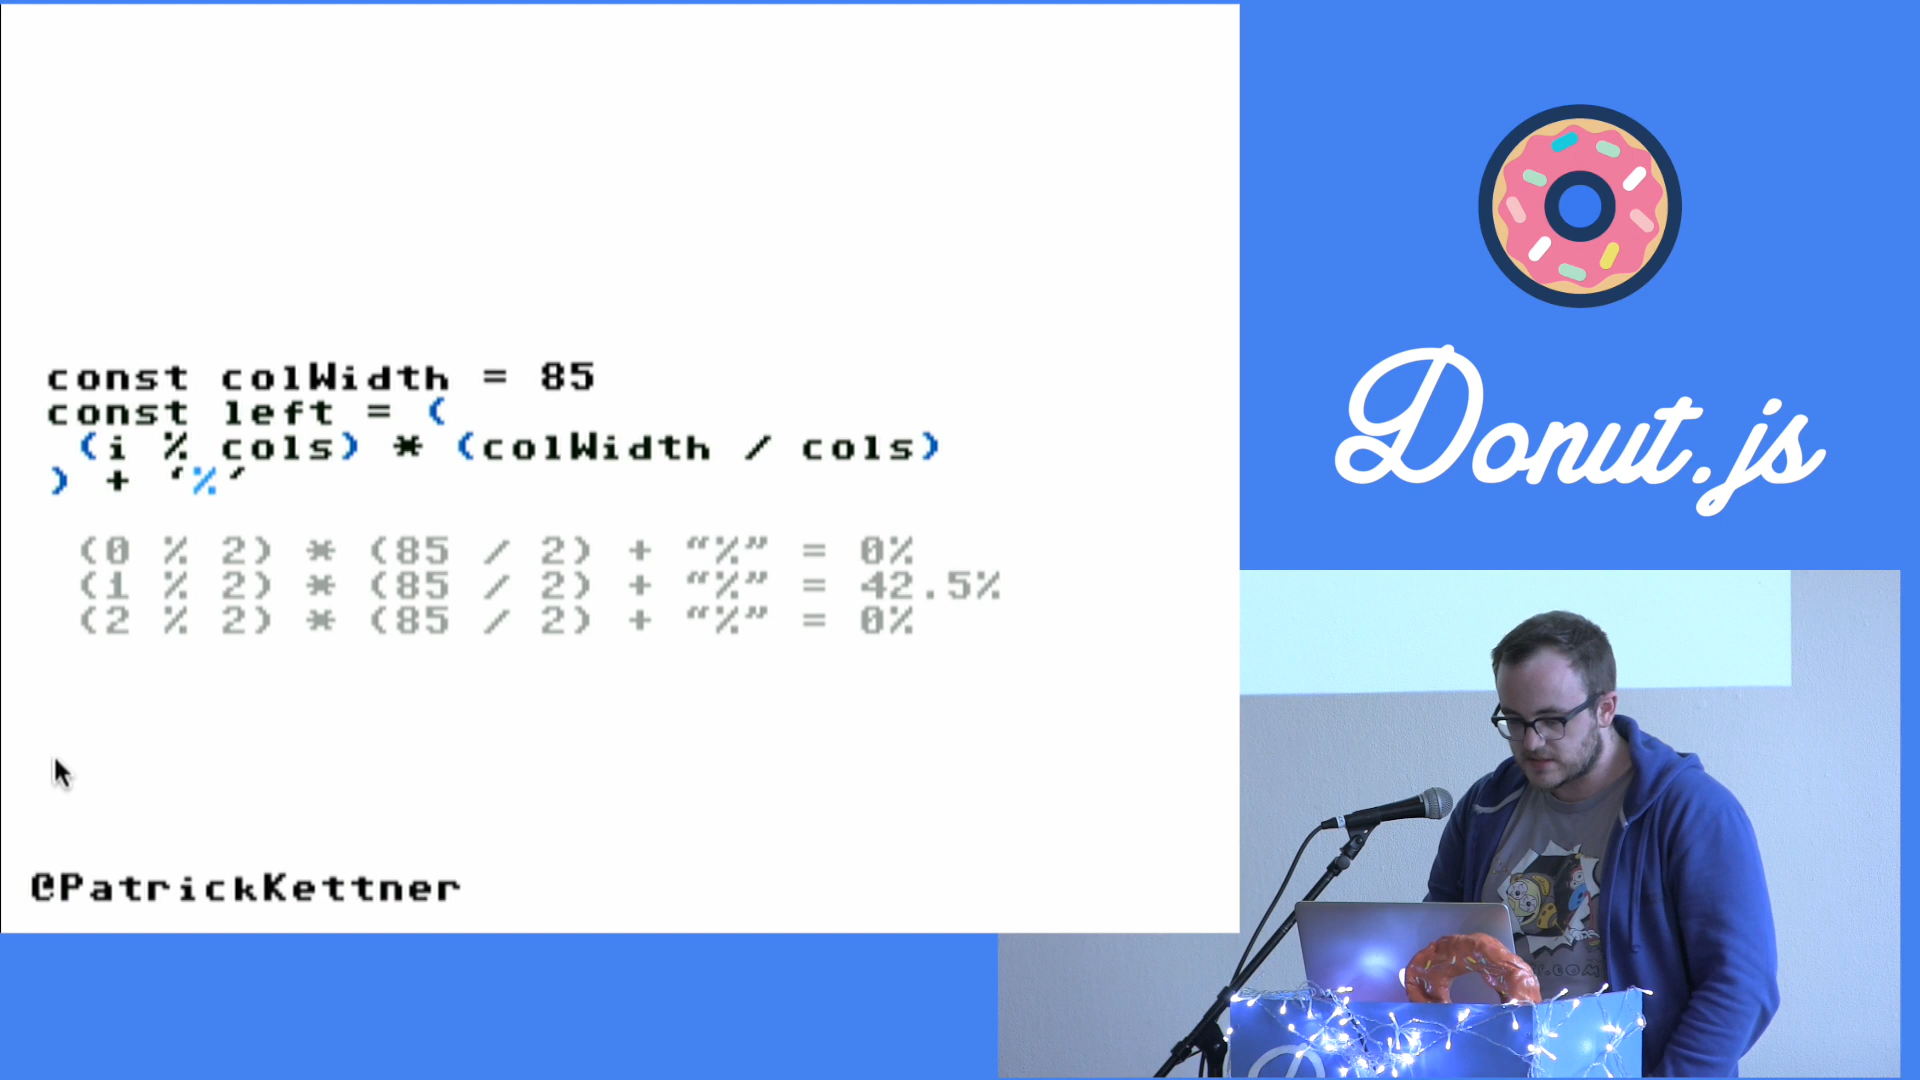 const colWidth = 85
const left = (
(i % cols) * (colWidth / cols)
) + ‘%’
(0 % 2) * (85 / 2) + “%” = 0%
(1 % 2) * (85 / 2) + “%” = 42.5%
(2 % 2) * (85 / 2) + “%” = 0%
@PatrickKettner
Donut.js